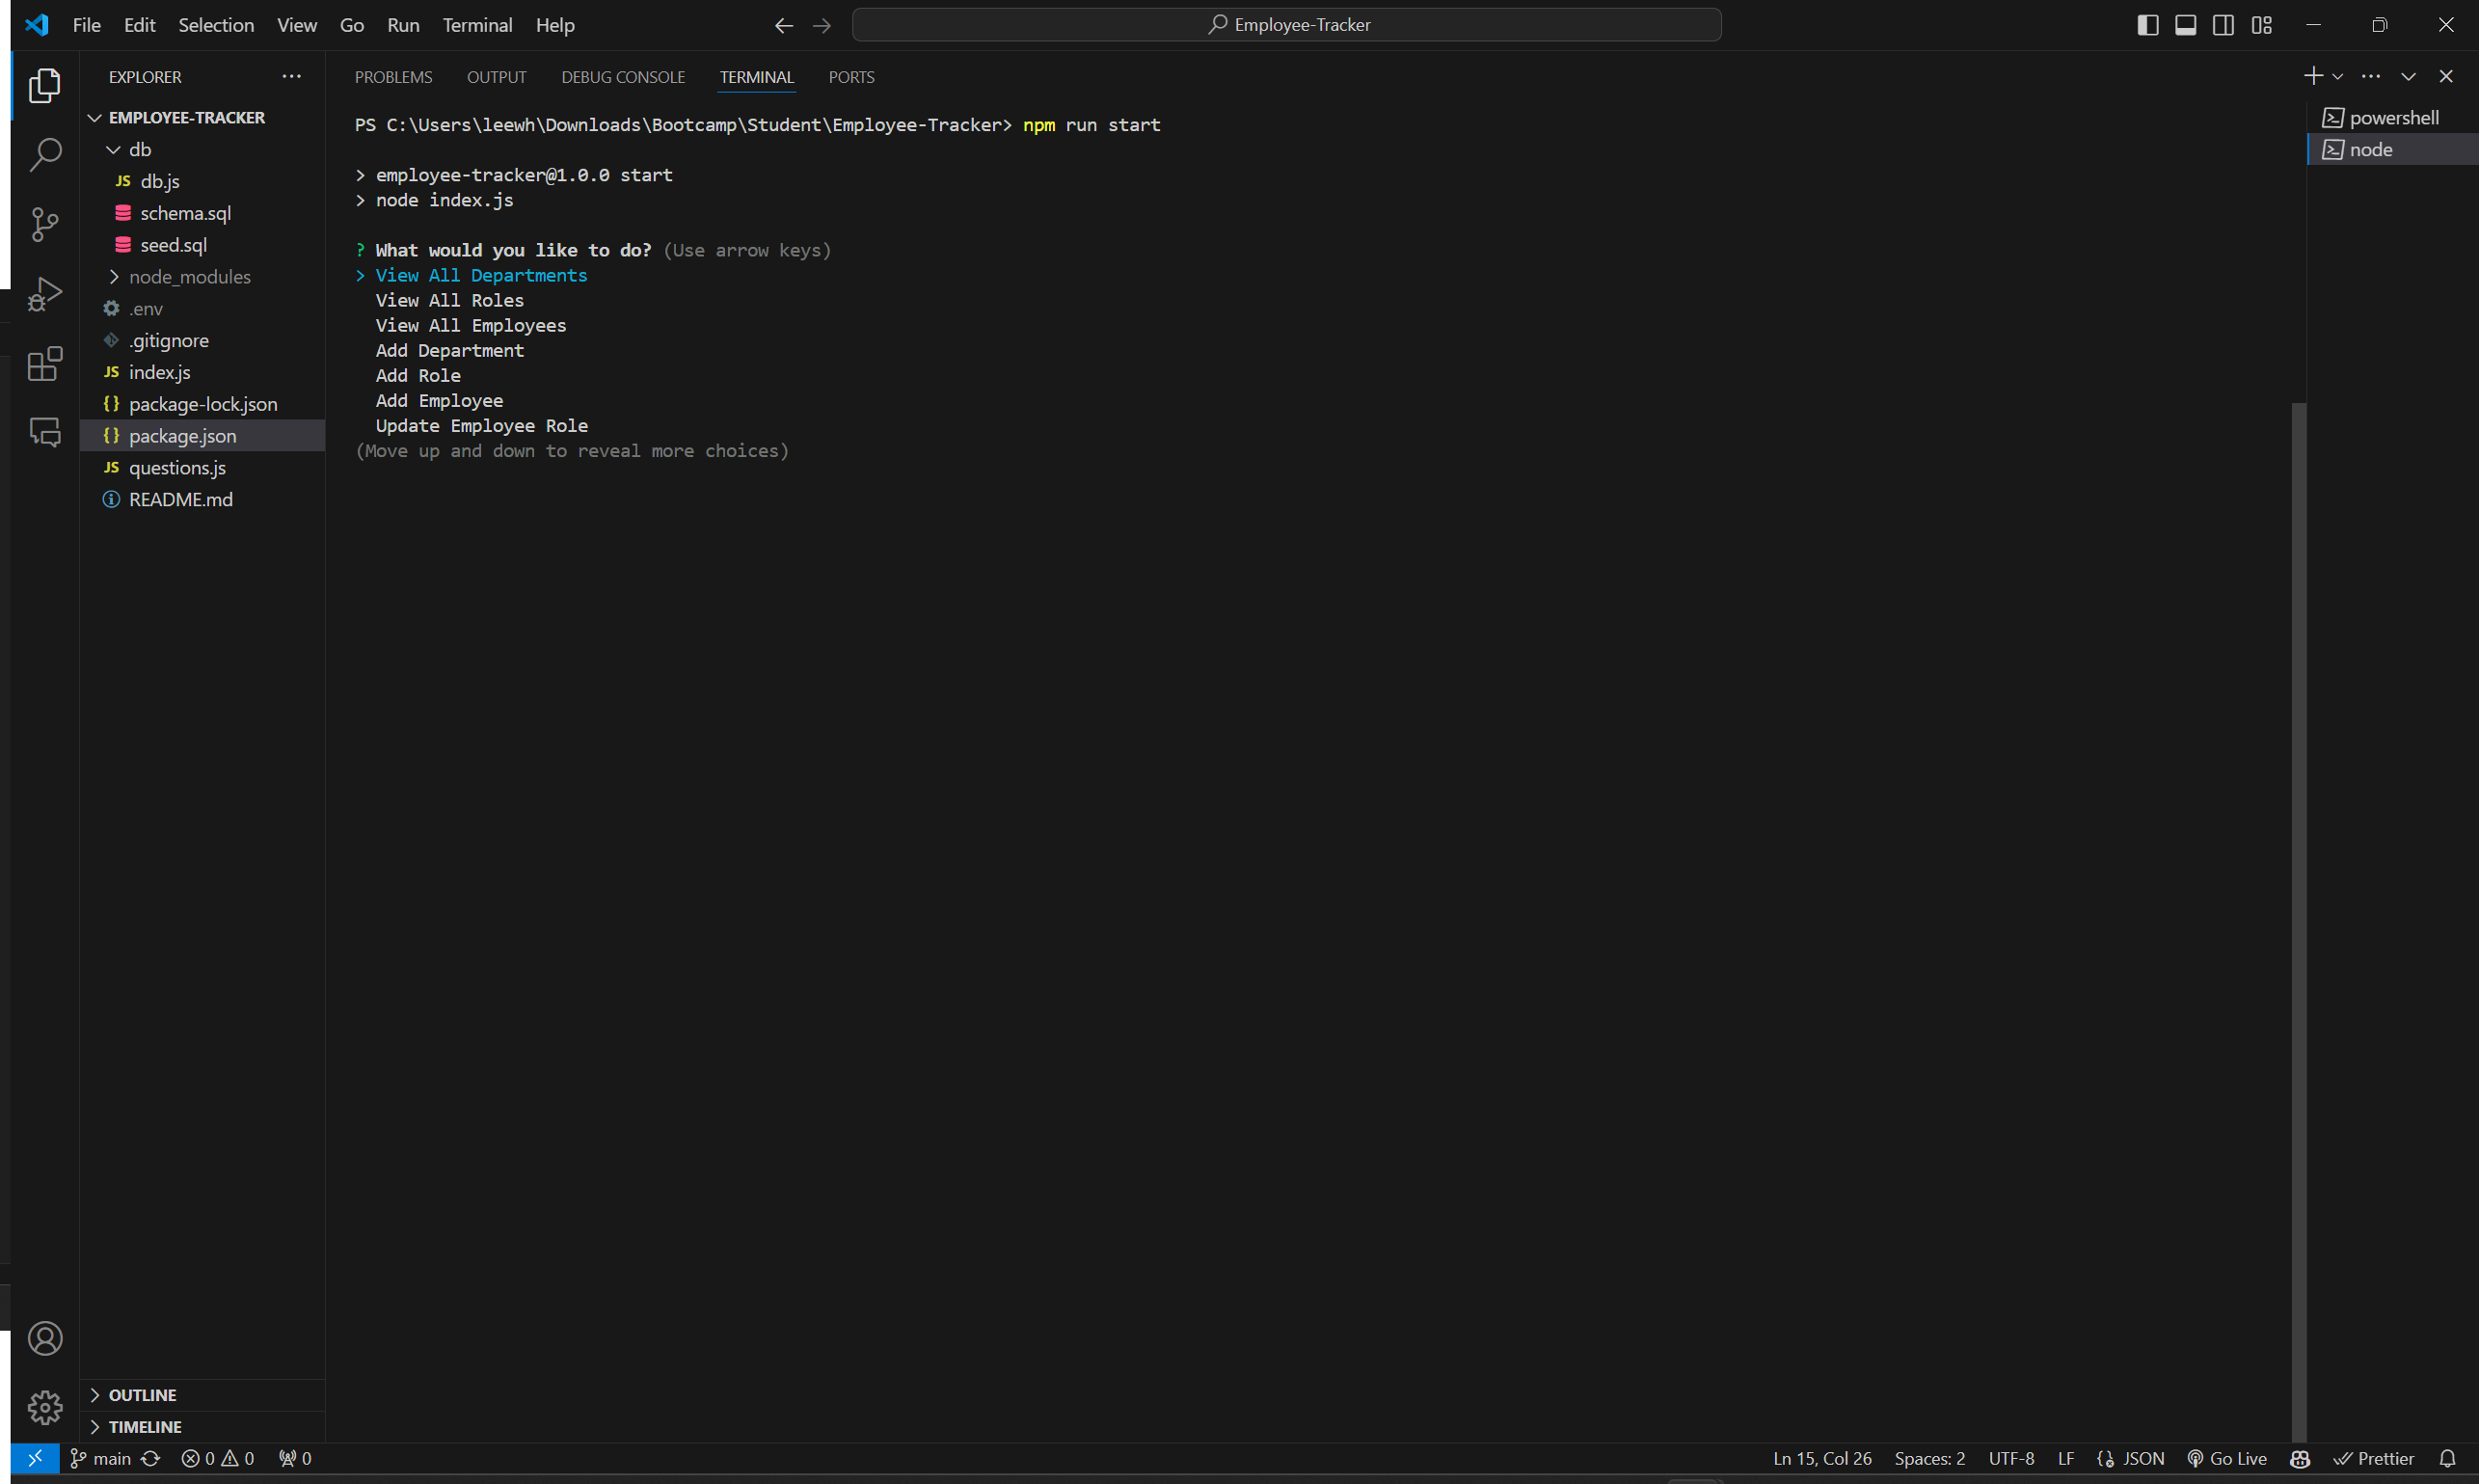 File Edit Selection View Go Run Terminal Help
Employee-Tracker
EXPLORER
EMPLOYEE-TRACKER
db
JS db.js
schema.sql
seed.sql
node_modules
.env
.gitignore
JS index.js
{} package-lock.json
{} package.json
JS questions.js
README.md
OUTLINE
TIMELINE
PROBLEMS OUTPUT DEBUG CONSOLE TERMINAL PORTS
PS C:\Users\leewh\Downloads\Bootcamp\Student\Employee-Tracker> npm run start
> employee-tracker@1.0.0 start
> node index.js
? What would you like to do? (Use arrow keys)
> View All Departments
View All Roles
View All Employees
Add Department
Add Role
Add Employee
Update Employee Role
(Move up and down to reveal more choices)
powershell
node
main 0 0 0 Ln 15, Col 26 Spaces: 2 UTF-8 LF {} JSON Go Live Prettier